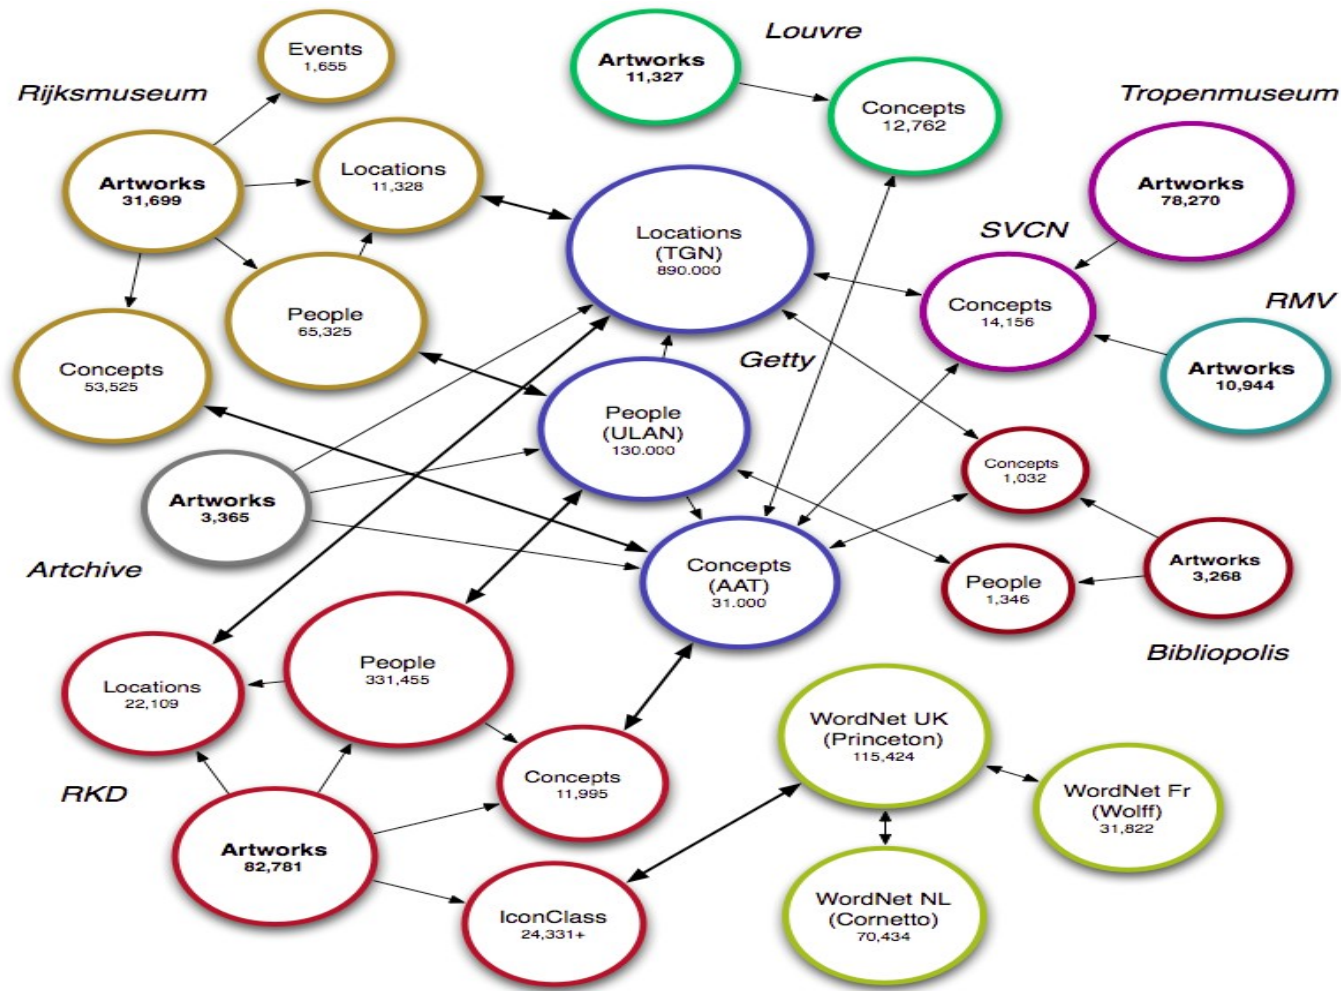 Events
1,655
Rijksmuseum
Artworks
31,699
Locations
11,328
People
65,325
Concepts
53,525
Louvre
Artworks
11,327
Concepts
12,762
Tropenmuseum
Artworks
78,270
SVCN
Concepts
14,156
RMV
Artworks
10,944
Locations
(TGN)
890.000
Getty
People
(ULAN)
130.000
Concepts
(AAT)
31.000
Artworks
3,365
Artchive
Concepts
1,032
People
1,346
Artworks
3,268
Bibliopolis
Locations
22,109
People
331,455
RKD
Concepts
11,995
Artworks
82,781
IconClass
24,331+
WordNet UK
(Princeton)
115,424
WordNet Fr
(Wolff)
31,822
WordNet NL
(Cornetto)
70,434